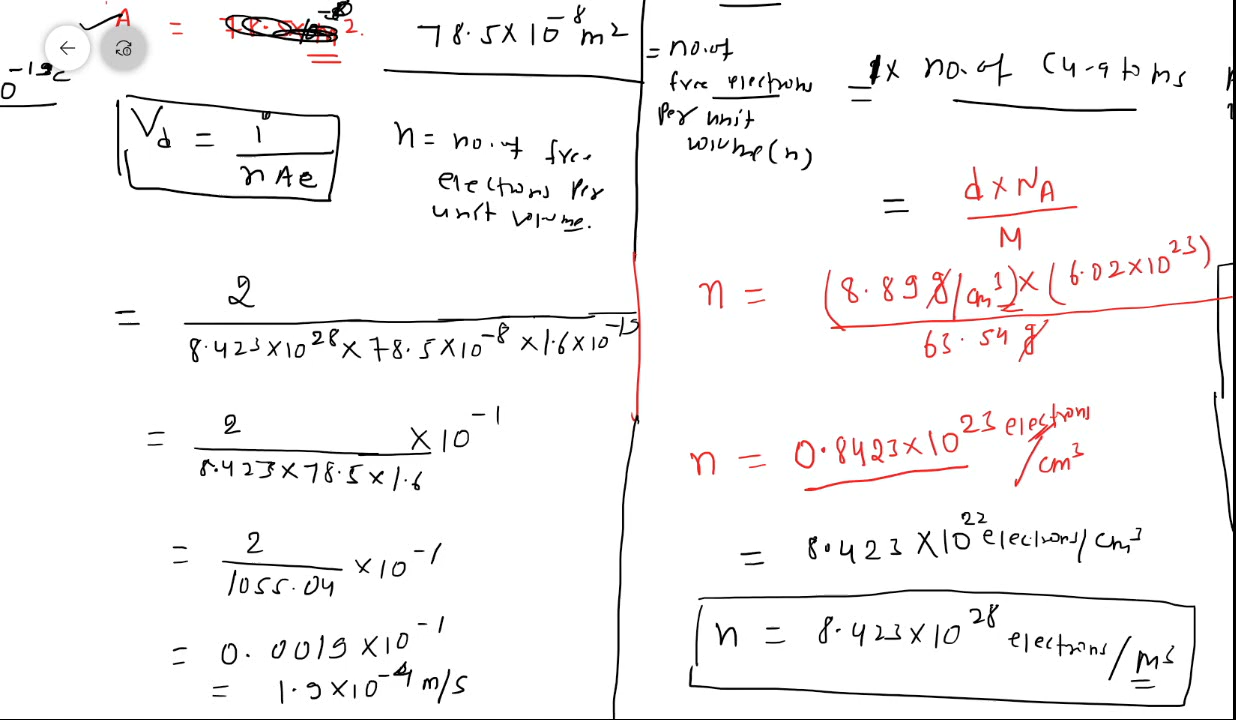 A =
78.5×10⁻⁸ m²
0⁻¹⁹C
Vd = i / nAe
n = no. of free
electrons per
unit volume.
= 2 / 8.423×10²⁸ × 78.5×10⁻⁸ × 1.6×10⁻¹⁹
= 2 / 8.423×78.5×1.6 ×10⁻¹
= 2 / 1055.04 ×10⁻¹
= 0.0019×10⁻¹
= 1.9×10⁻⁴ m/s
= no. of
free electrons
per unit
volume (n)
= 1× no. of Cu-atoms
= d×N_A / M
n = (8.89 g/cm³)×(6.02×10²³) / 63.54 g
n = 0.8423×10²³ electrons/cm³
= 8.423×10²² electrons/cm³
n = 8.423×10²⁸ electrons/m³